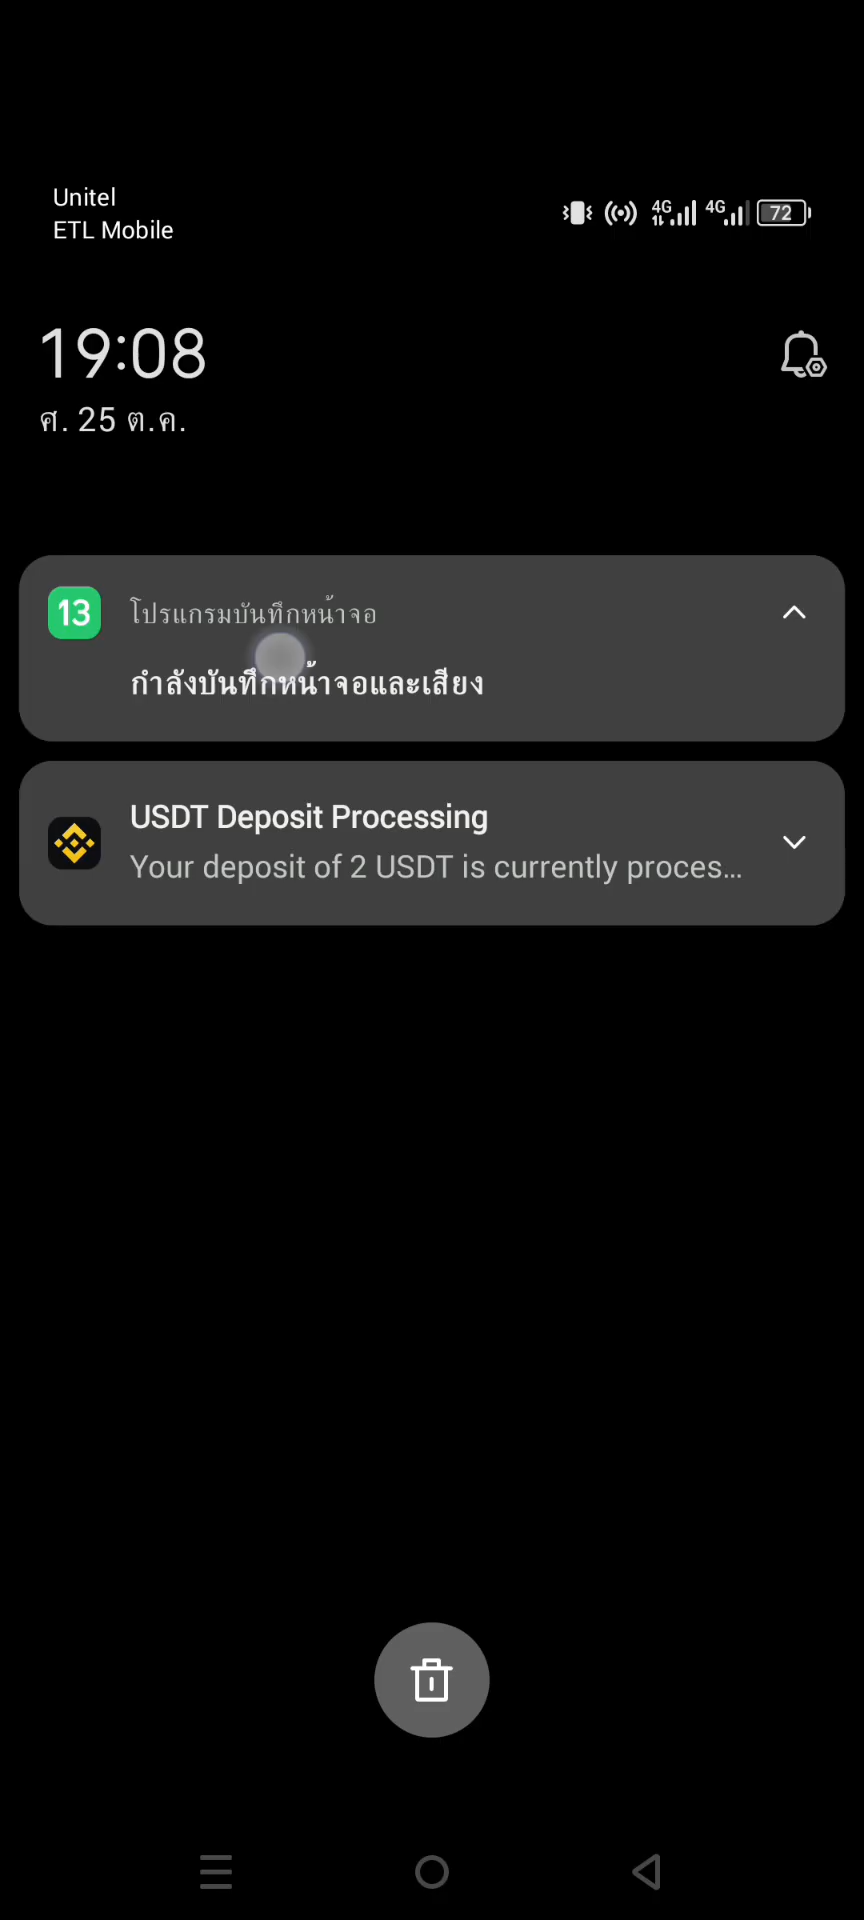 Unitel
ETL Mobile
4G 4G 72
19:08
ศ. 25 ต.ค.
13 โปรแกรมบันทึกหน้าจอ
กำลังบันทึกหน้าจอและเสียง
USDT Deposit Processing
Your deposit of 2 USDT is currently proces...